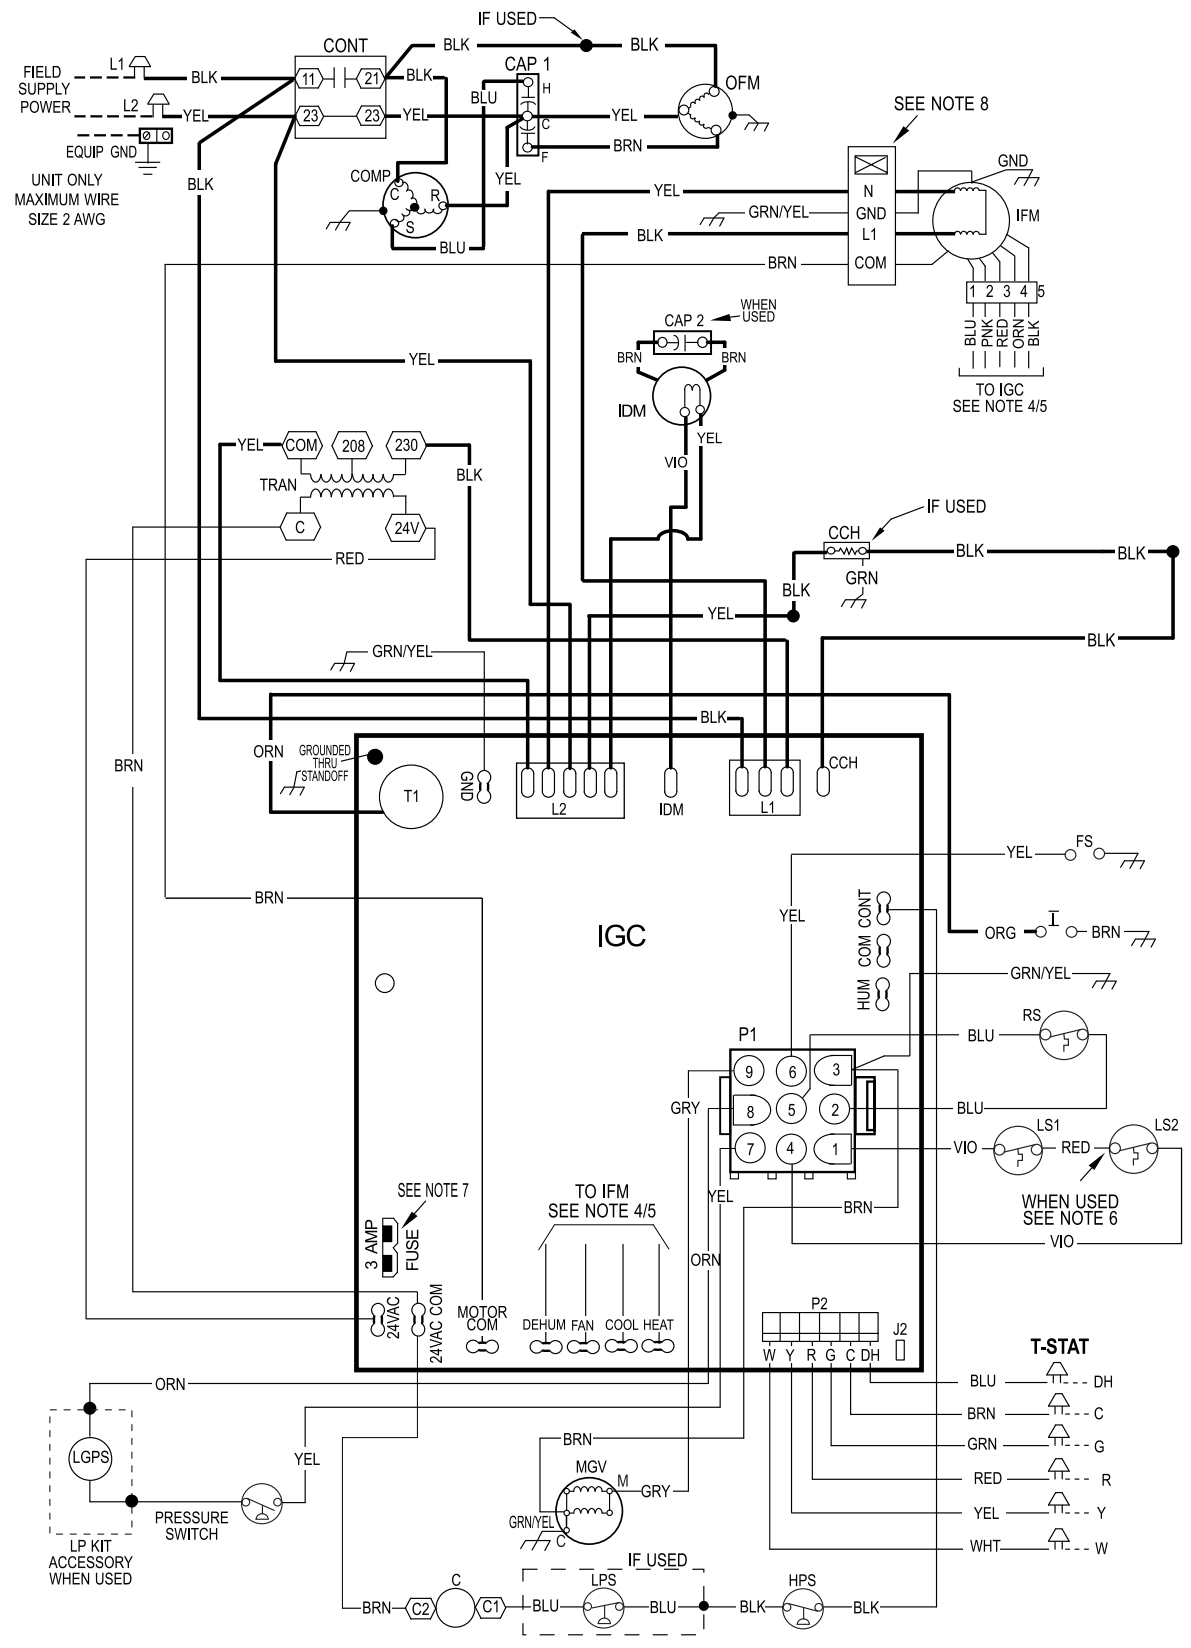 IF USED
CONT
BLK
BLK
FIELD
SUPPLY
POWER
L1
BLK
11
21
BLK
CAP 1
H
BLU
OFM
L2
YEL
23
23
YEL
C
YEL
SEE NOTE 8
EQUIP GND
F
BRN
UNIT ONLY
MAXIMUM WIRE
SIZE 2 AWG
BLK
COMP
C
R
S
YEL
BLU
YEL
N
GND
GRN/YEL
GND
IFM
BLK
L1
BRN
COM
1 2 3 4 5
BLU
PNK
RED
ORN
BLK
TO IGC
SEE NOTE 4/5
WHEN
USED
CAP 2
BRN
BRN
YEL
IDM
YEL
VIO
YEL
COM
208
230
BLK
TRAN
C
24V
RED
IF USED
CCH
BLK
BLK
GRN
BLK
YEL
BLK
GRN/YEL
BLK
ORN
GROUNDED
THRU
STANDOFF
BRN
T1
GND
L2
IDM
L1
CCH
YEL
FS
BRN
YEL
CONT
COM
HUM
IGC
ORG
I
BRN
GRN/YEL
P1
BLU
RS
9
6
3
GRY
8
5
2
BLU
7
4
1
VIO
LS1
RED
LS2
YEL
BRN
WHEN USED
SEE NOTE 6
VIO
SEE NOTE 7
TO IFM
SEE NOTE 4/5
3 AMP
FUSE
ORN
24VAC
24VAC COM
MOTOR
COM
DEHUM
FAN
COOL
HEAT
P2
J2
W Y R G C DH
T-STAT
ORN
BLU
DH
BRN
C
GRN
G
LGPS
YEL
BRN
RED
R
MGV
M
GRY
PRESSURE
SWITCH
GRN/YEL
C
YEL
Y
LP KIT
ACCESSORY
WHEN USED
WHT
W
IF USED
C
LPS
HPS
BRN
C2
C1
BLU
BLU
BLK
BLK